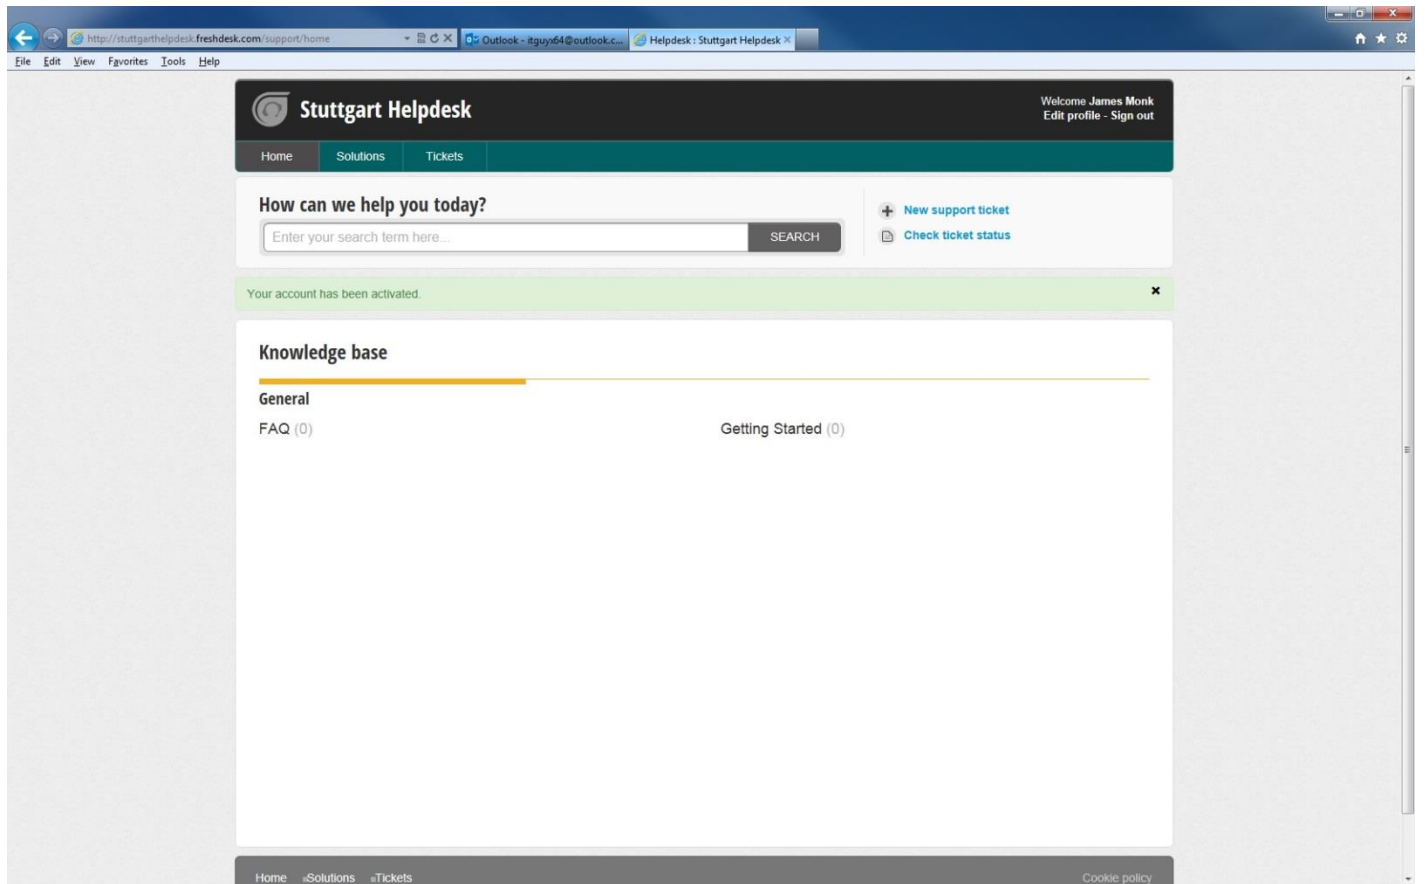 http://stuttgarthelpdesk.freshdesk.com/support/home
Outlook - itguyx64@outlook.c...
Helpdesk : Stuttgart Helpdesk
File Edit View Favorites Tools Help
Stuttgart Helpdesk
Welcome James Monk
Edit profile - Sign out
Home Solutions Tickets
How can we help you today?
Enter your search term here...
SEARCH
New support ticket
Check ticket status
Your account has been activated.
Knowledge base
General
FAQ (0)
Getting Started (0)
Home Solutions Tickets
Cookie policy